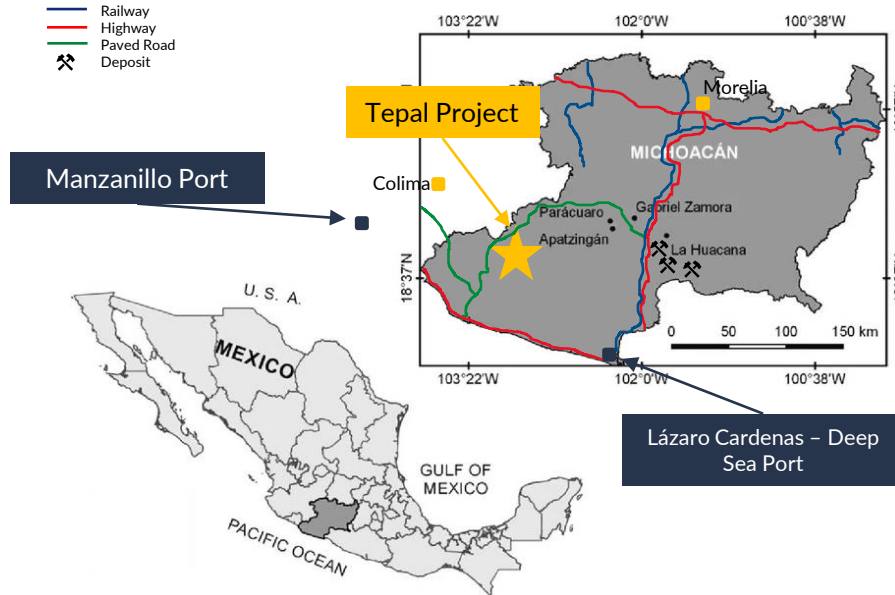 Railway
Highway
Paved Road
Deposit
103°22'W
102°0'W
100°38'W
Morelia
Tepal Project
MICHOACÁN
Manzanillo Port
Colima
Parácuaro
Gabriel Zamora
Apatzingán
La Huacana
18°37'N
0 50 100 150 km
103°22'W
102°0'W
100°38'W
U. S. A.
MEXICO
Lázaro Cardenas – Deep
Sea Port
GULF OF
MEXICO
PACIFIC OCEAN